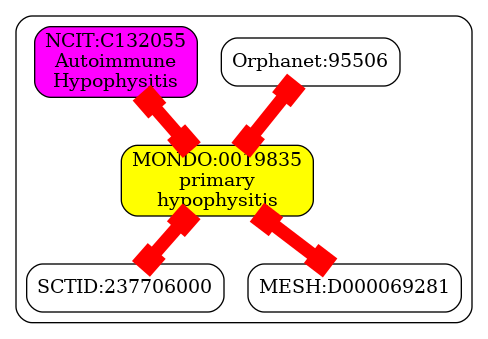 NCIT:C132055
Autoimmune
Hypophysitis
Orphanet:95506
MONDO:0019835
primary
hypophysitis
SCTID:237706000
MESH:D000069281